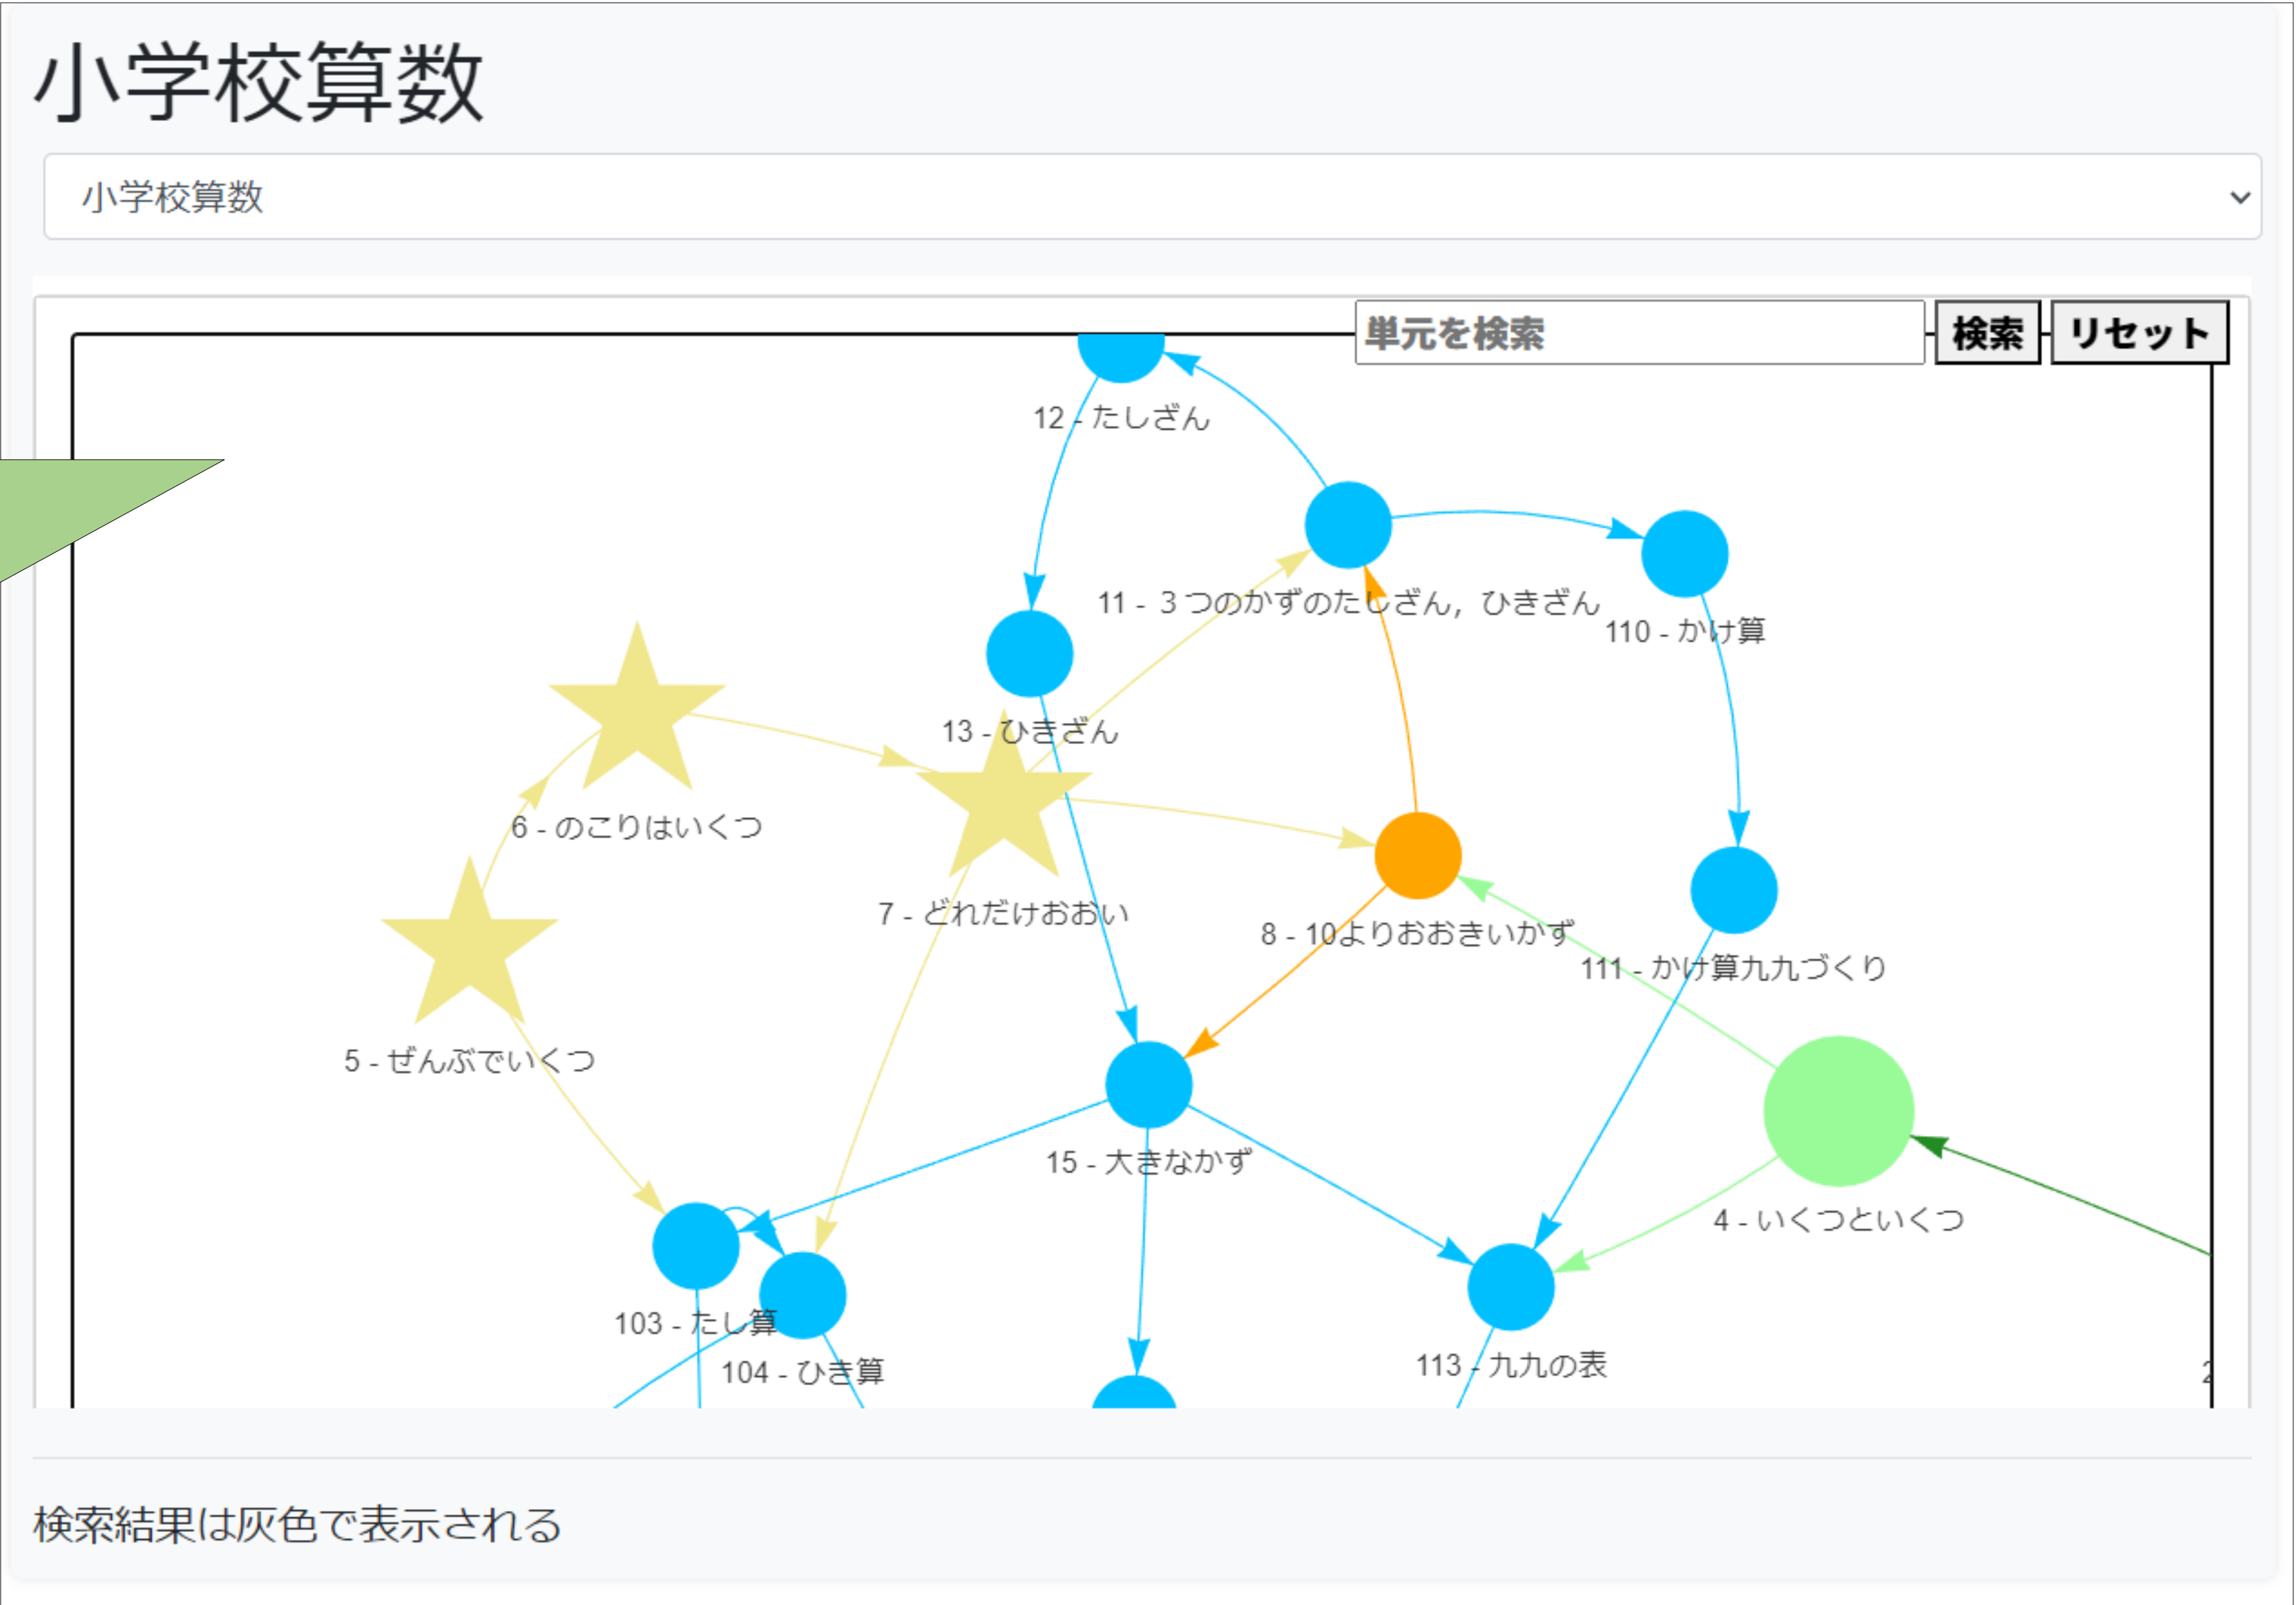 小学校算数
小学校算数
単元を検索
検索
リセット
12 - たしざん
11 - ３つのかずのたしざん，ひきざん
110 - かけ算
13 - ひきざん
6 - のこりはいくつ
7 - どれだけおおい
8 - 10よりおおきいかず
111 - かけ算九九づくり
5 - ぜんぶでいくつ
15 - 大きなかず
4 - いくつといくつ
103 - たし算
104 - ひき算
113 - 九九の表
検索結果は灰色で表示される